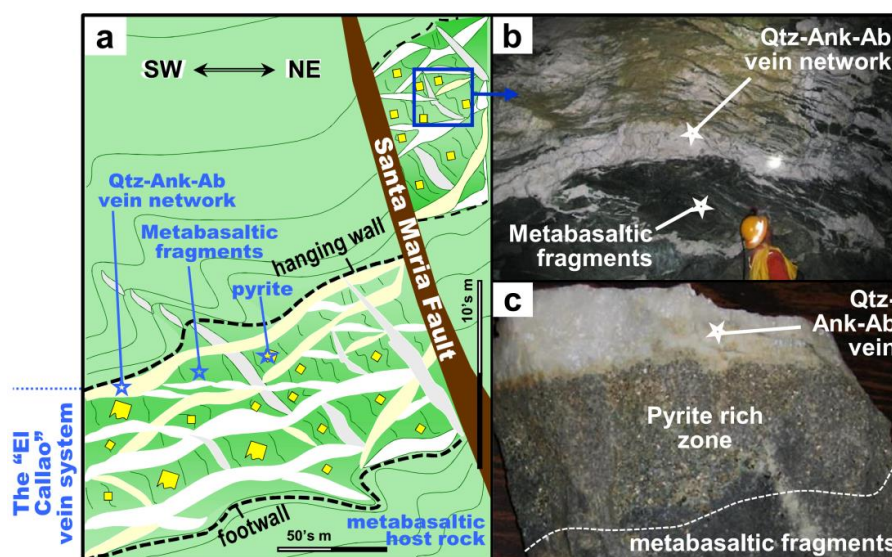 a
SW
NE
Qtz-Ank-Ab
vein network
Metabasaltic
fragments
pyrite
hanging wall
Santa Maria Fault
10's m
The “El
Callao”
vein system
footwall
50's m
metabasaltic
host rock
b
Qtz-Ank-Ab
vein network
Metabasaltic
fragments
c
Qtz-
Ank-Ab
vein
Pyrite rich
zone
metabasaltic fragments